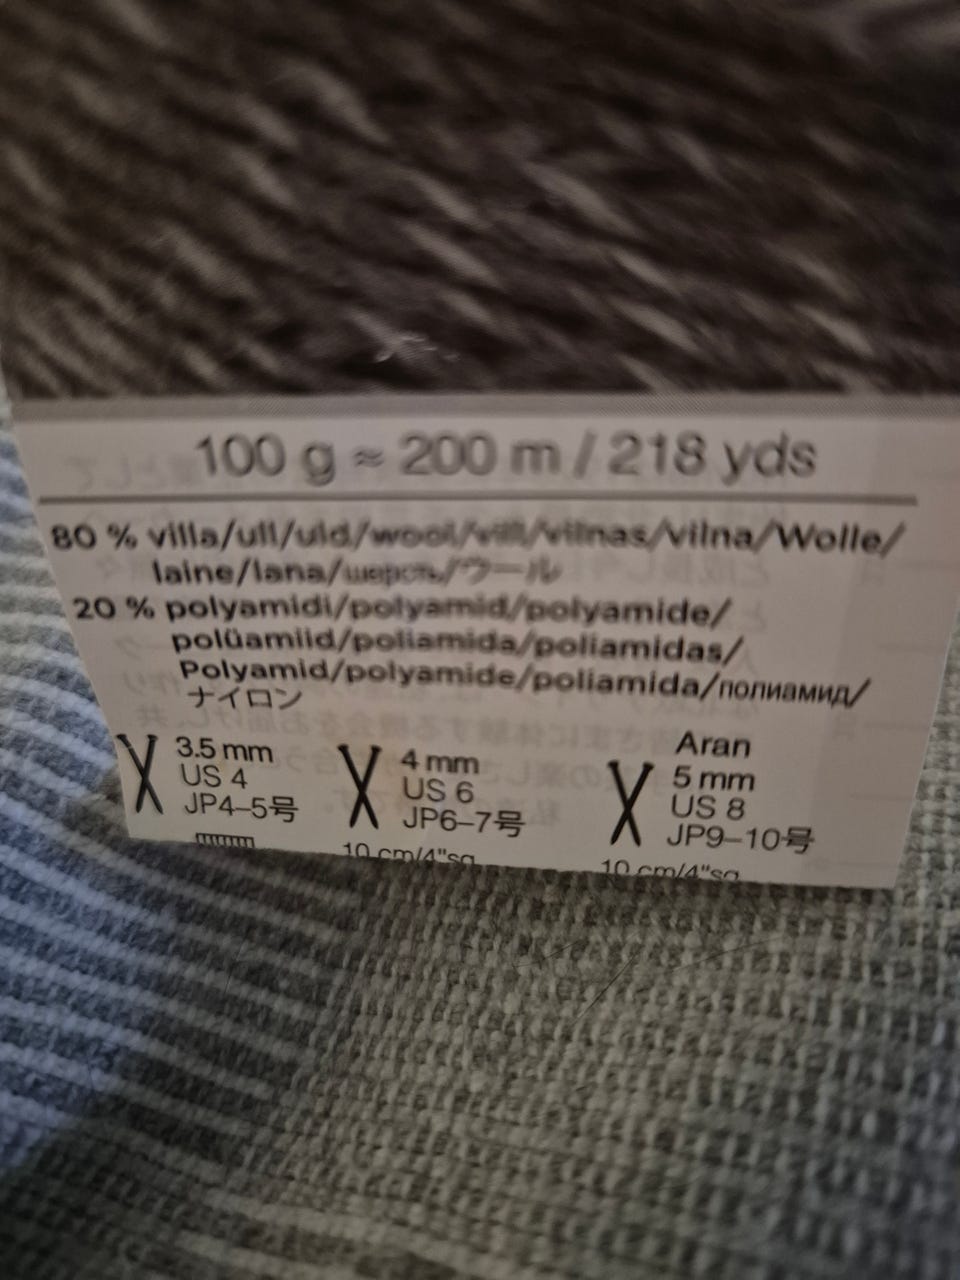 100 g ≈ 200 m / 218 yds
80 % villa/ull/uld/wool/vill/vilnas/vilna/Wolle/
laine/lana/шерсть/ウール
20 % polyamidi/polyamid/polyamide/
polüamiid/poliamida/poliamidas/
Polyamid/polyamide/poliamida/полиамид/
ナイロン
3.5 mm
US 4
JP4–5号
4 mm
US 6
JP6–7号
10 cm/4"sq
Aran
5 mm
US 8
JP9–10号
10 cm/4"sq